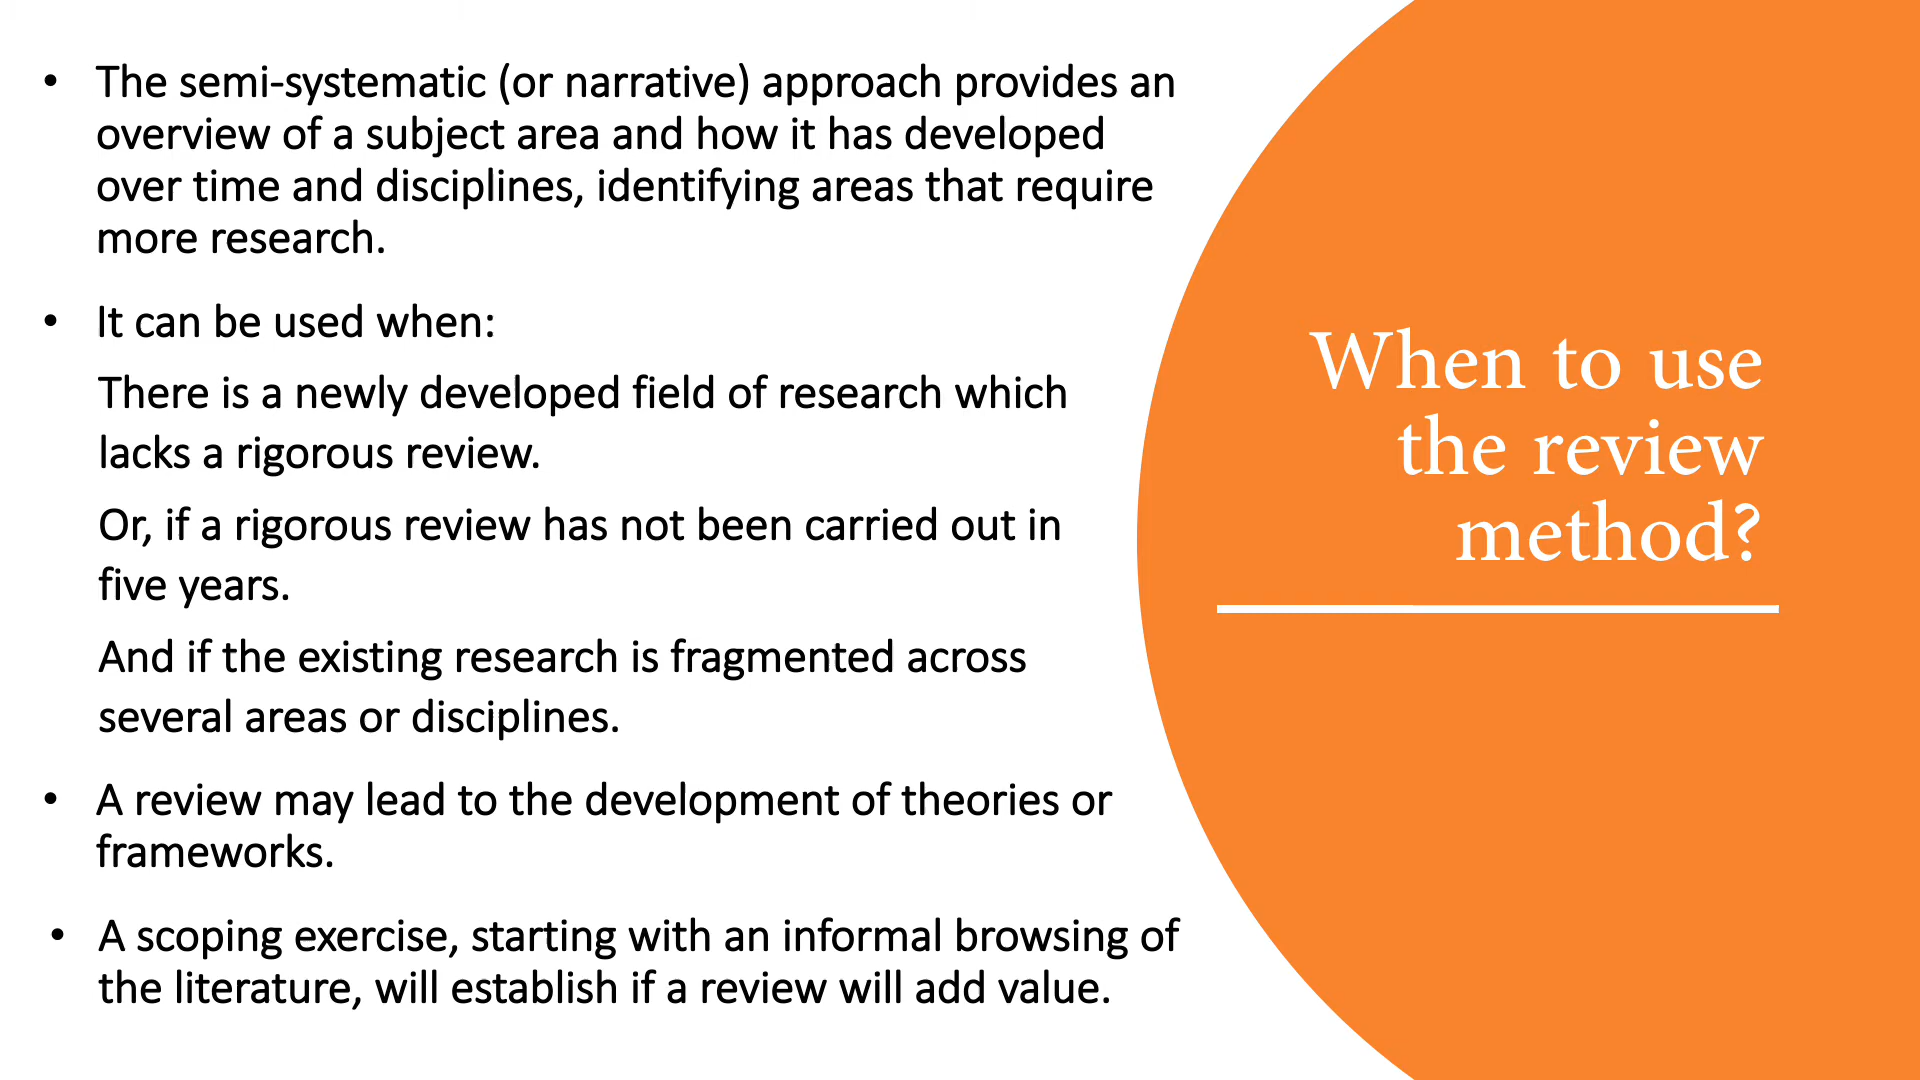 • The semi-systematic (or narrative) approach provides an
overview of a subject area and how it has developed
over time and disciplines, identifying areas that require
more research.
• It can be used when:
There is a newly developed field of research which
lacks a rigorous review.
Or, if a rigorous review has not been carried out in
five years.
And if the existing research is fragmented across
several areas or disciplines.
• A review may lead to the development of theories or
frameworks.
• A scoping exercise, starting with an informal browsing of
the literature, will establish if a review will add value.
When to use
the review
method?